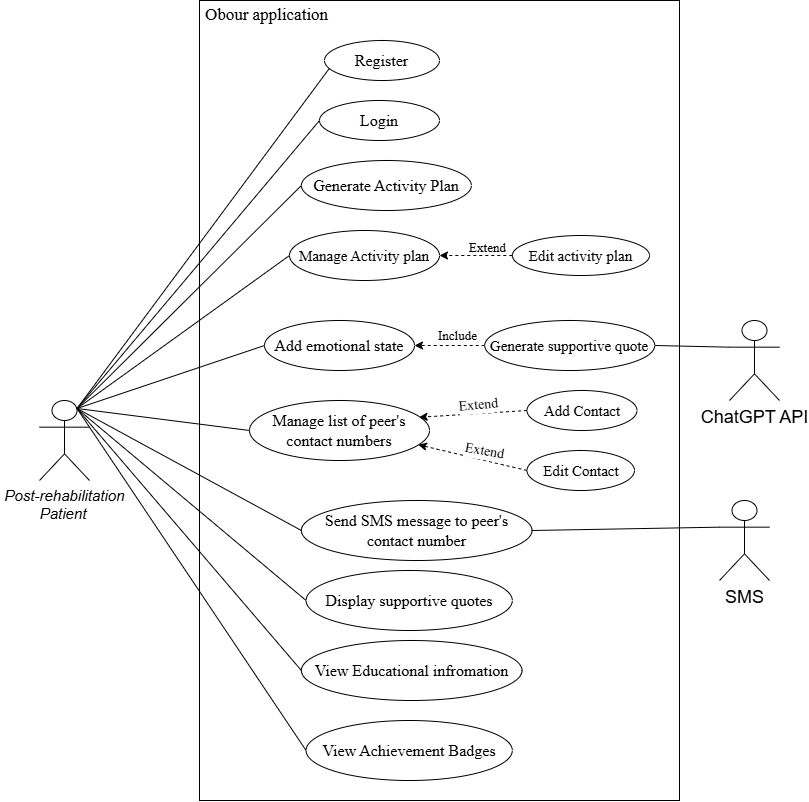 Obour application
Register
Login
Generate Activity Plan
Manage Activity plan
Extend
Edit activity plan
Add emotional state
Include
Generate supportive quote
ChatGPT API
Manage list of peer's
contact numbers
Extend
Add Contact
Extend
Edit Contact
Post-rehabilitation
Patient
Send SMS message to peer's
contact number
SMS
Display supportive quotes
View Educational infromation
View Achievement Badges